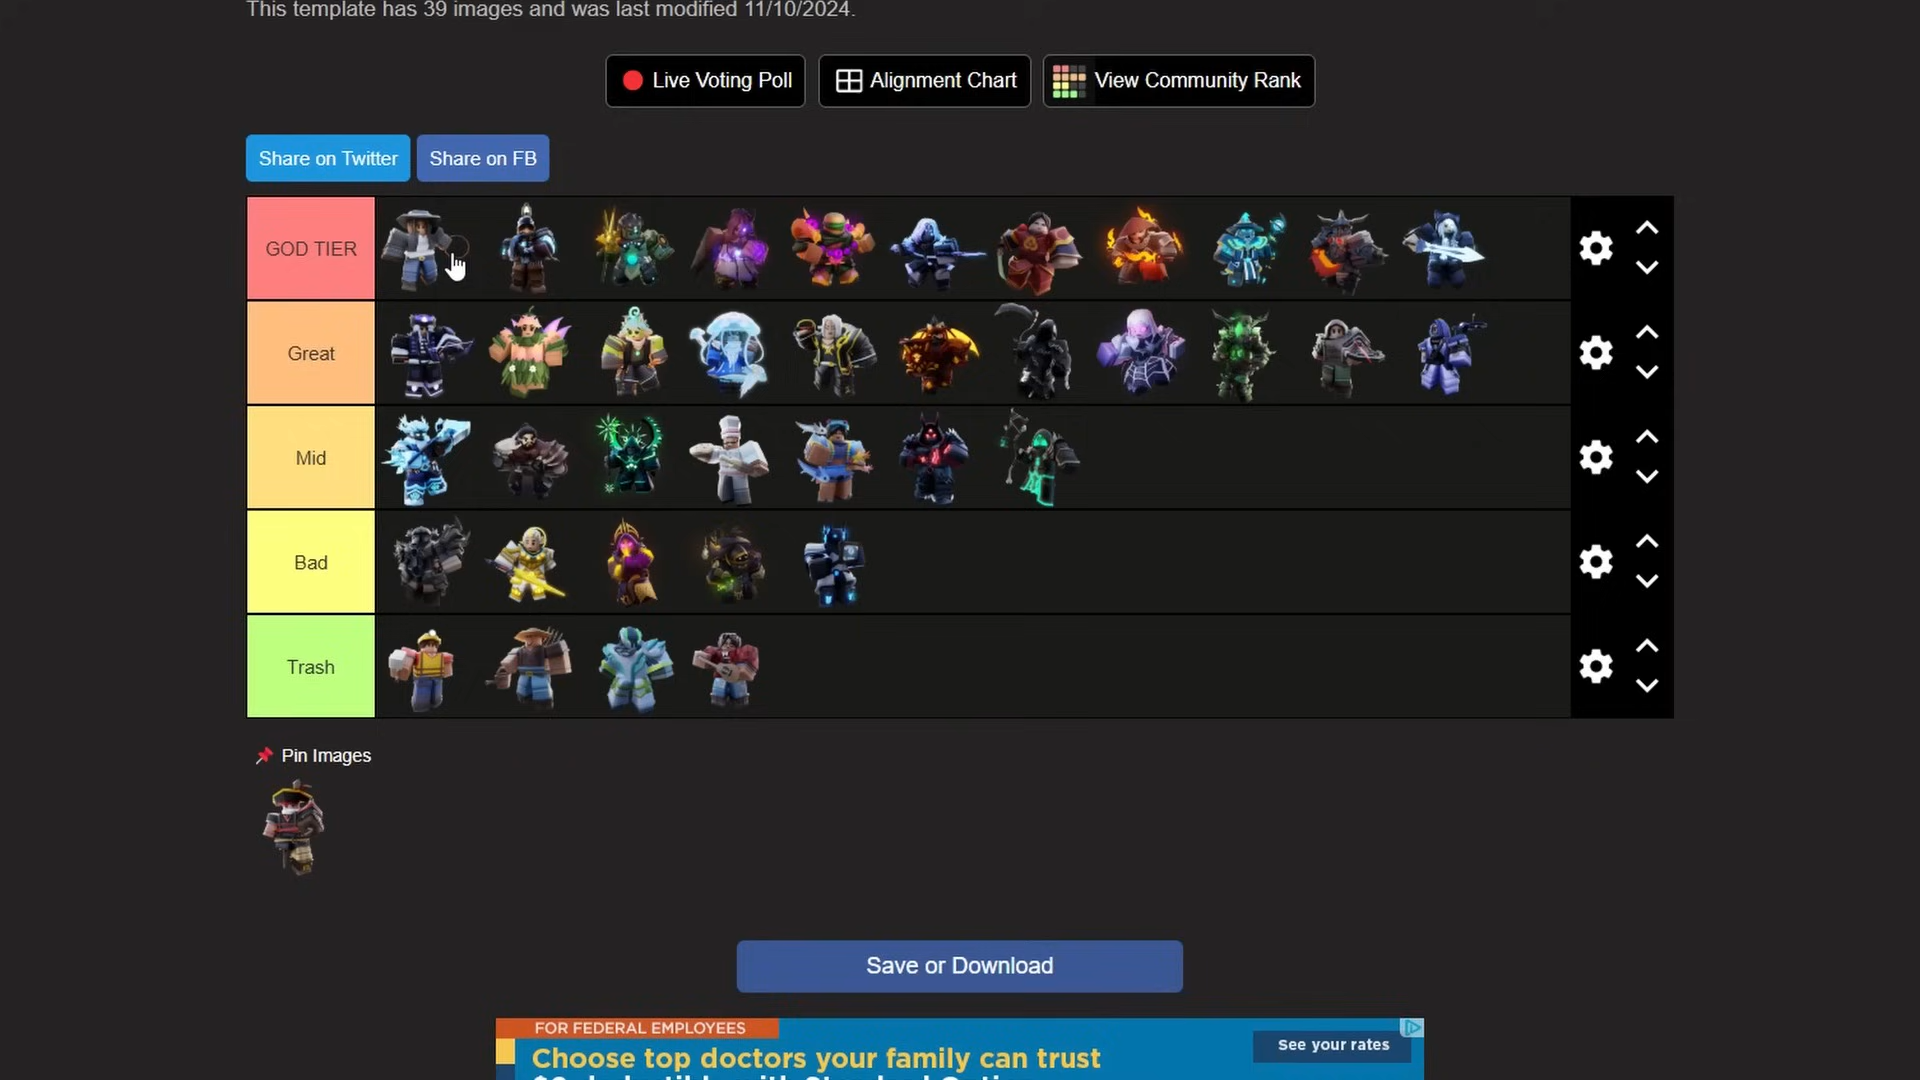 This template has 39 images and was last modified 11/10/2024.
Live Voting Poll
Alignment Chart
View Community Rank
Share on Twitter
Share on FB
GOD TIER
Great
Mid
Bad
Trash
Pin Images
Save or Download
FOR FEDERAL EMPLOYEES
Choose top doctors your family can trust
See your rates